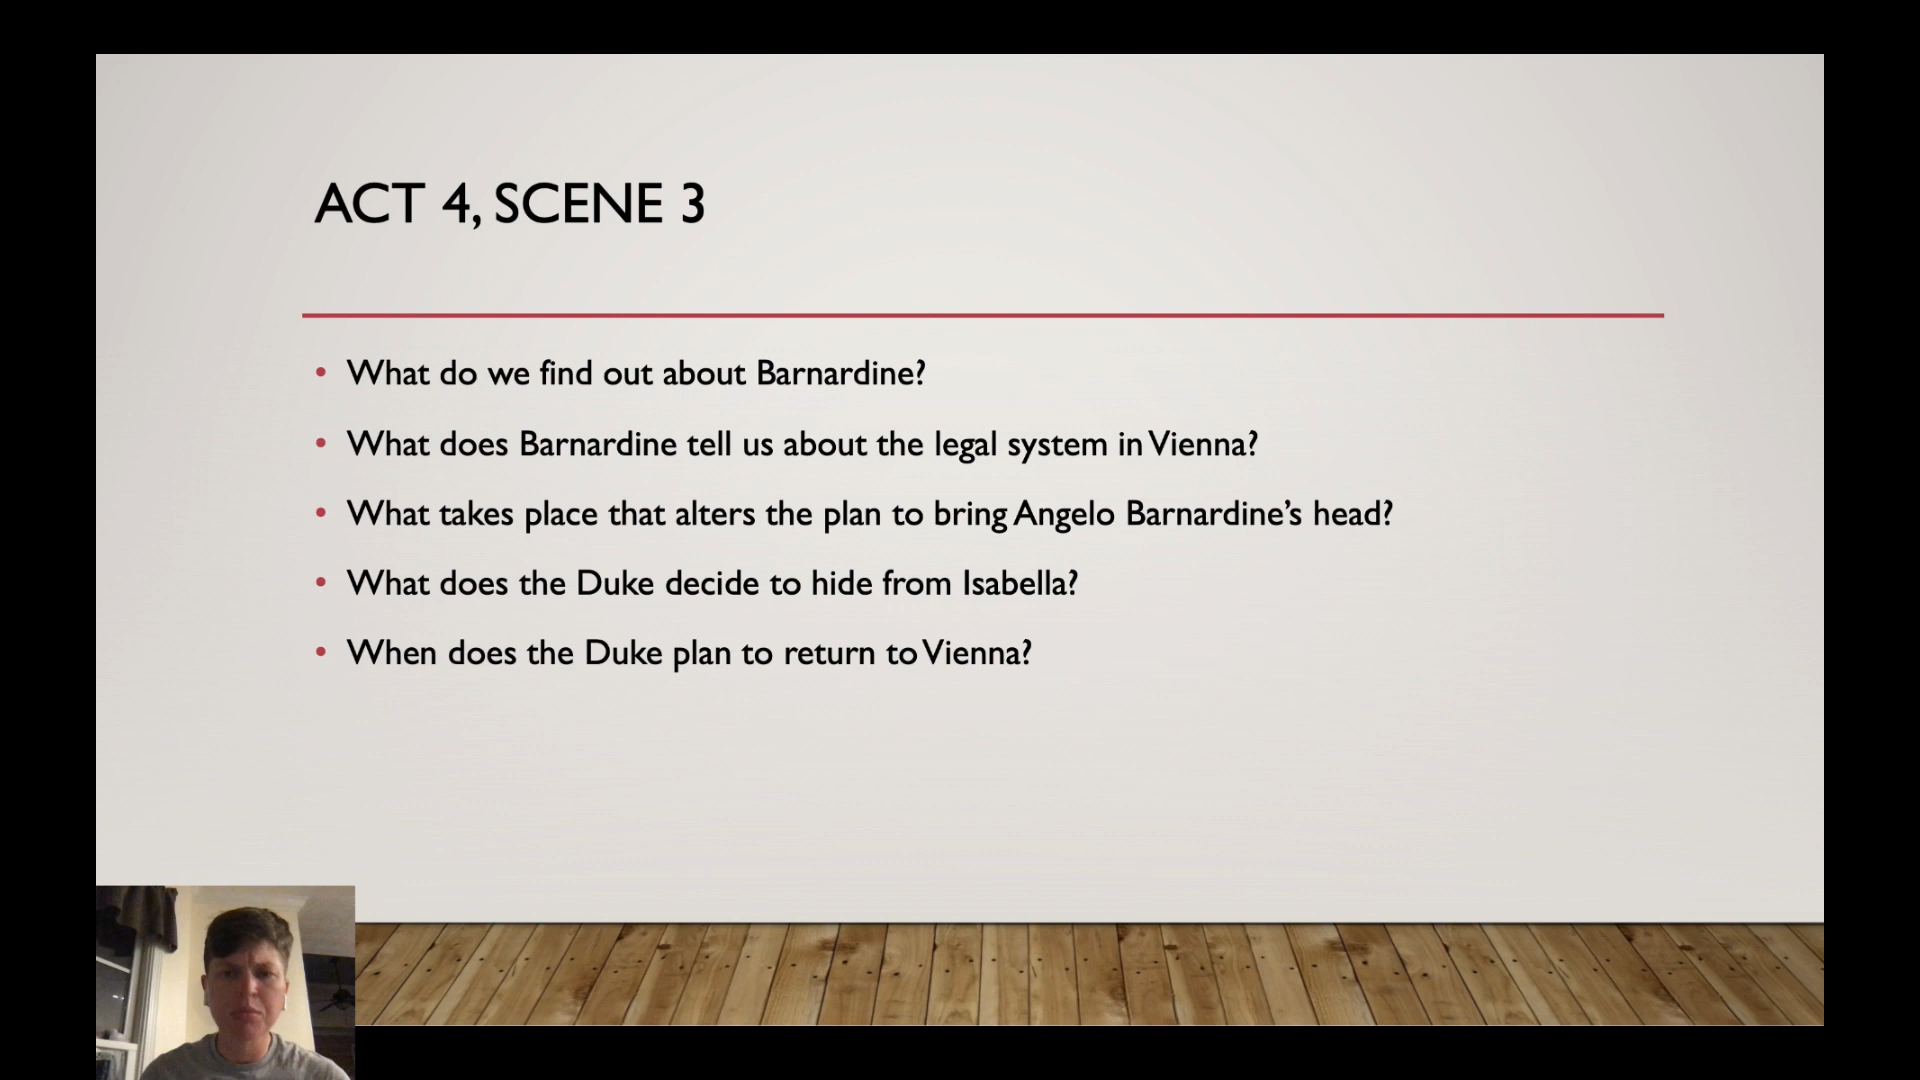 ACT 4, SCENE 3
• What do we find out about Barnardine?
• What does Barnardine tell us about the legal system in Vienna?
• What takes place that alters the plan to bring Angelo Barnardine’s head?
• What does the Duke decide to hide from Isabella?
• When does the Duke plan to return to Vienna?